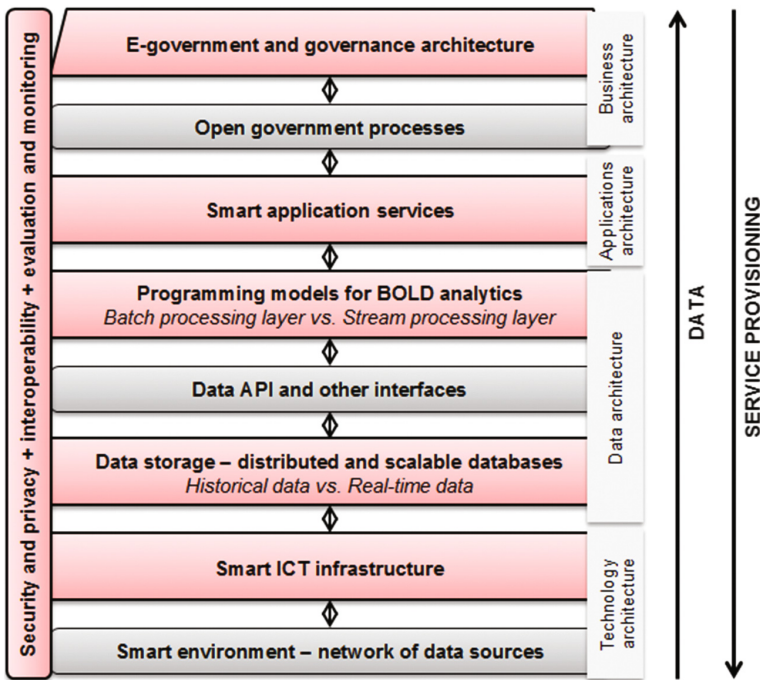 Security and privacy + interoperability + evaluation and monitoring
E-government and governance architecture
Open government processes
Business
architecture
Smart application services
Applications
architecture
Programming models for BOLD analytics
Batch processing layer vs. Stream processing layer
Data API and other interfaces
Data storage – distributed and scalable databases
Historical data vs. Real-time data
Data architecture
Smart ICT infrastructure
Smart environment – network of data sources
Technology
architecture
DATA
SERVICE PROVISIONING